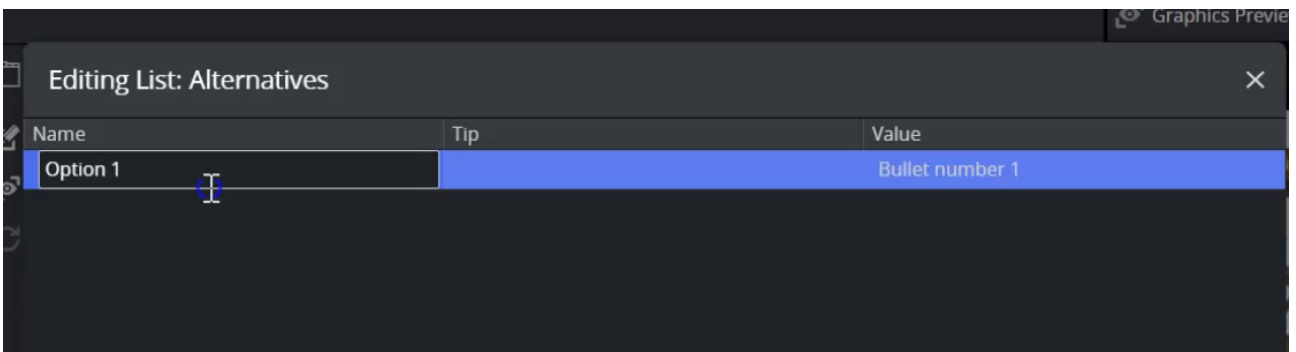 Graphics Previe
Editing List: Alternatives
Name Tip Value
Option 1 Bullet number 1